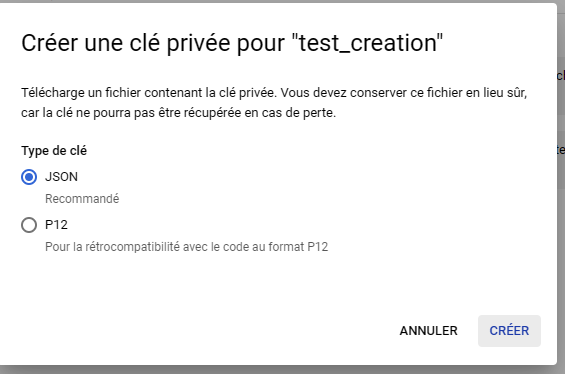 Créer une clé privée pour "test_creation"
Télécharge un fichier contenant la clé privée. Vous devez conserver ce fichier en lieu sûr,
car la clé ne pourra pas être récupérée en cas de perte.
Type de clé
JSON
Recommandé
P12
Pour la rétrocompatibilité avec le code au format P12
ANNULER CRÉER